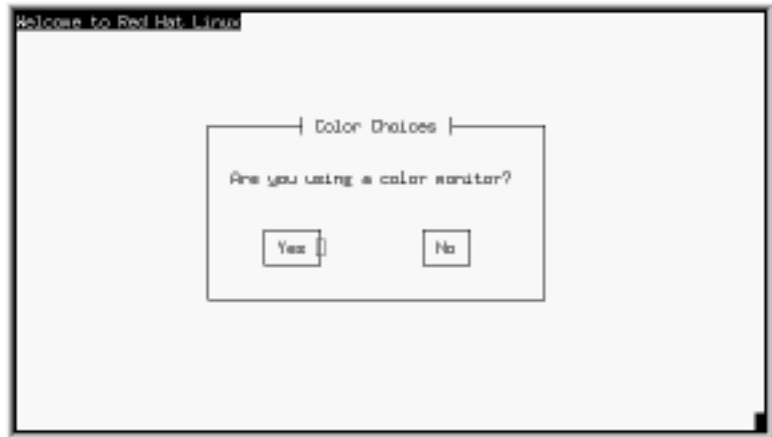 Welcome to Red Hat Linux
Color Choices
Are you using a color monitor?
Yes No